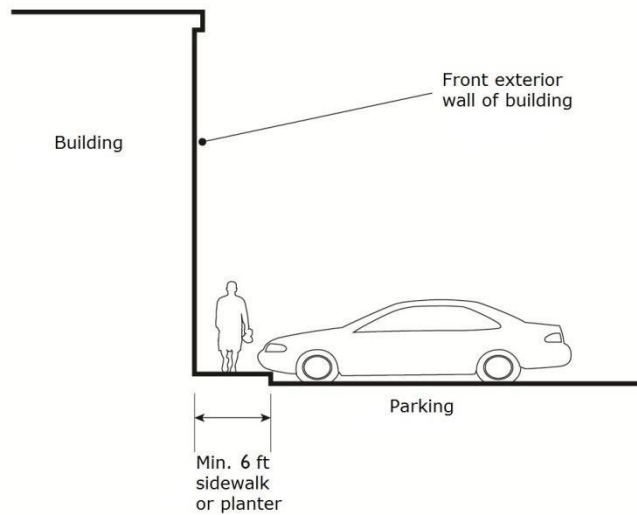 Front exterior
wall of building
Building
Parking
Min. 6 ft
sidewalk
or planter